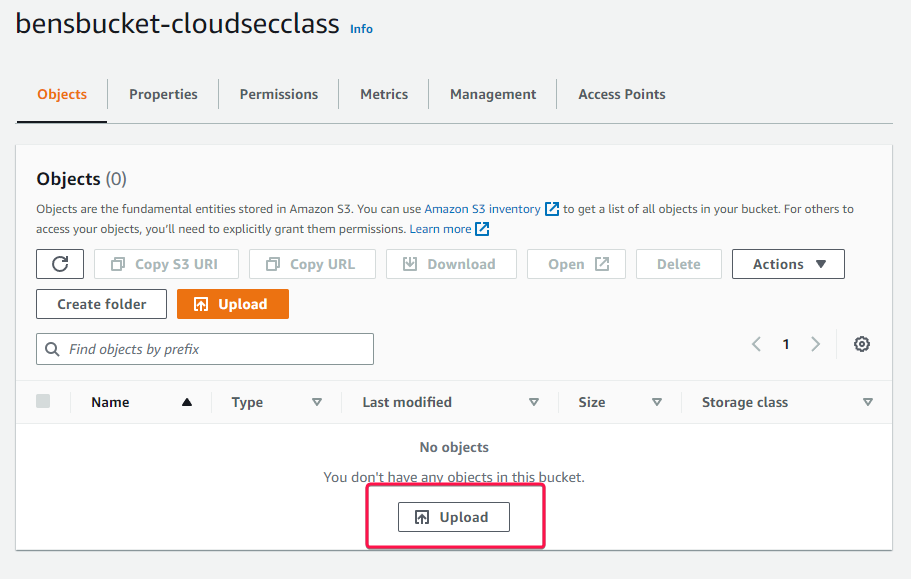 bensbucket-cloudsecclass Info
Objects Properties Permissions Metrics Management Access Points
Objects (0)
Objects are the fundamental entities stored in Amazon S3. You can use Amazon S3 inventory to get a list of all objects in your bucket. For others to
access your objects, you'll need to explicitly grant them permissions. Learn more
Copy S3 URI Copy URL Download Open Delete Actions
Create folder Upload
Find objects by prefix 1
Name Type Last modified Size Storage class
No objects
You don't have any objects in this bucket.
Upload